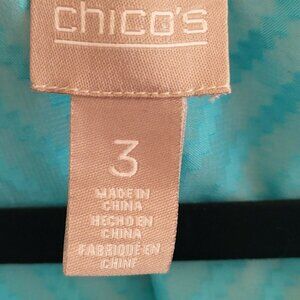 chico's
3
MADE IN
CHINA
HECHO EN
CHINA
FABRIQUÉ EN
CHINE